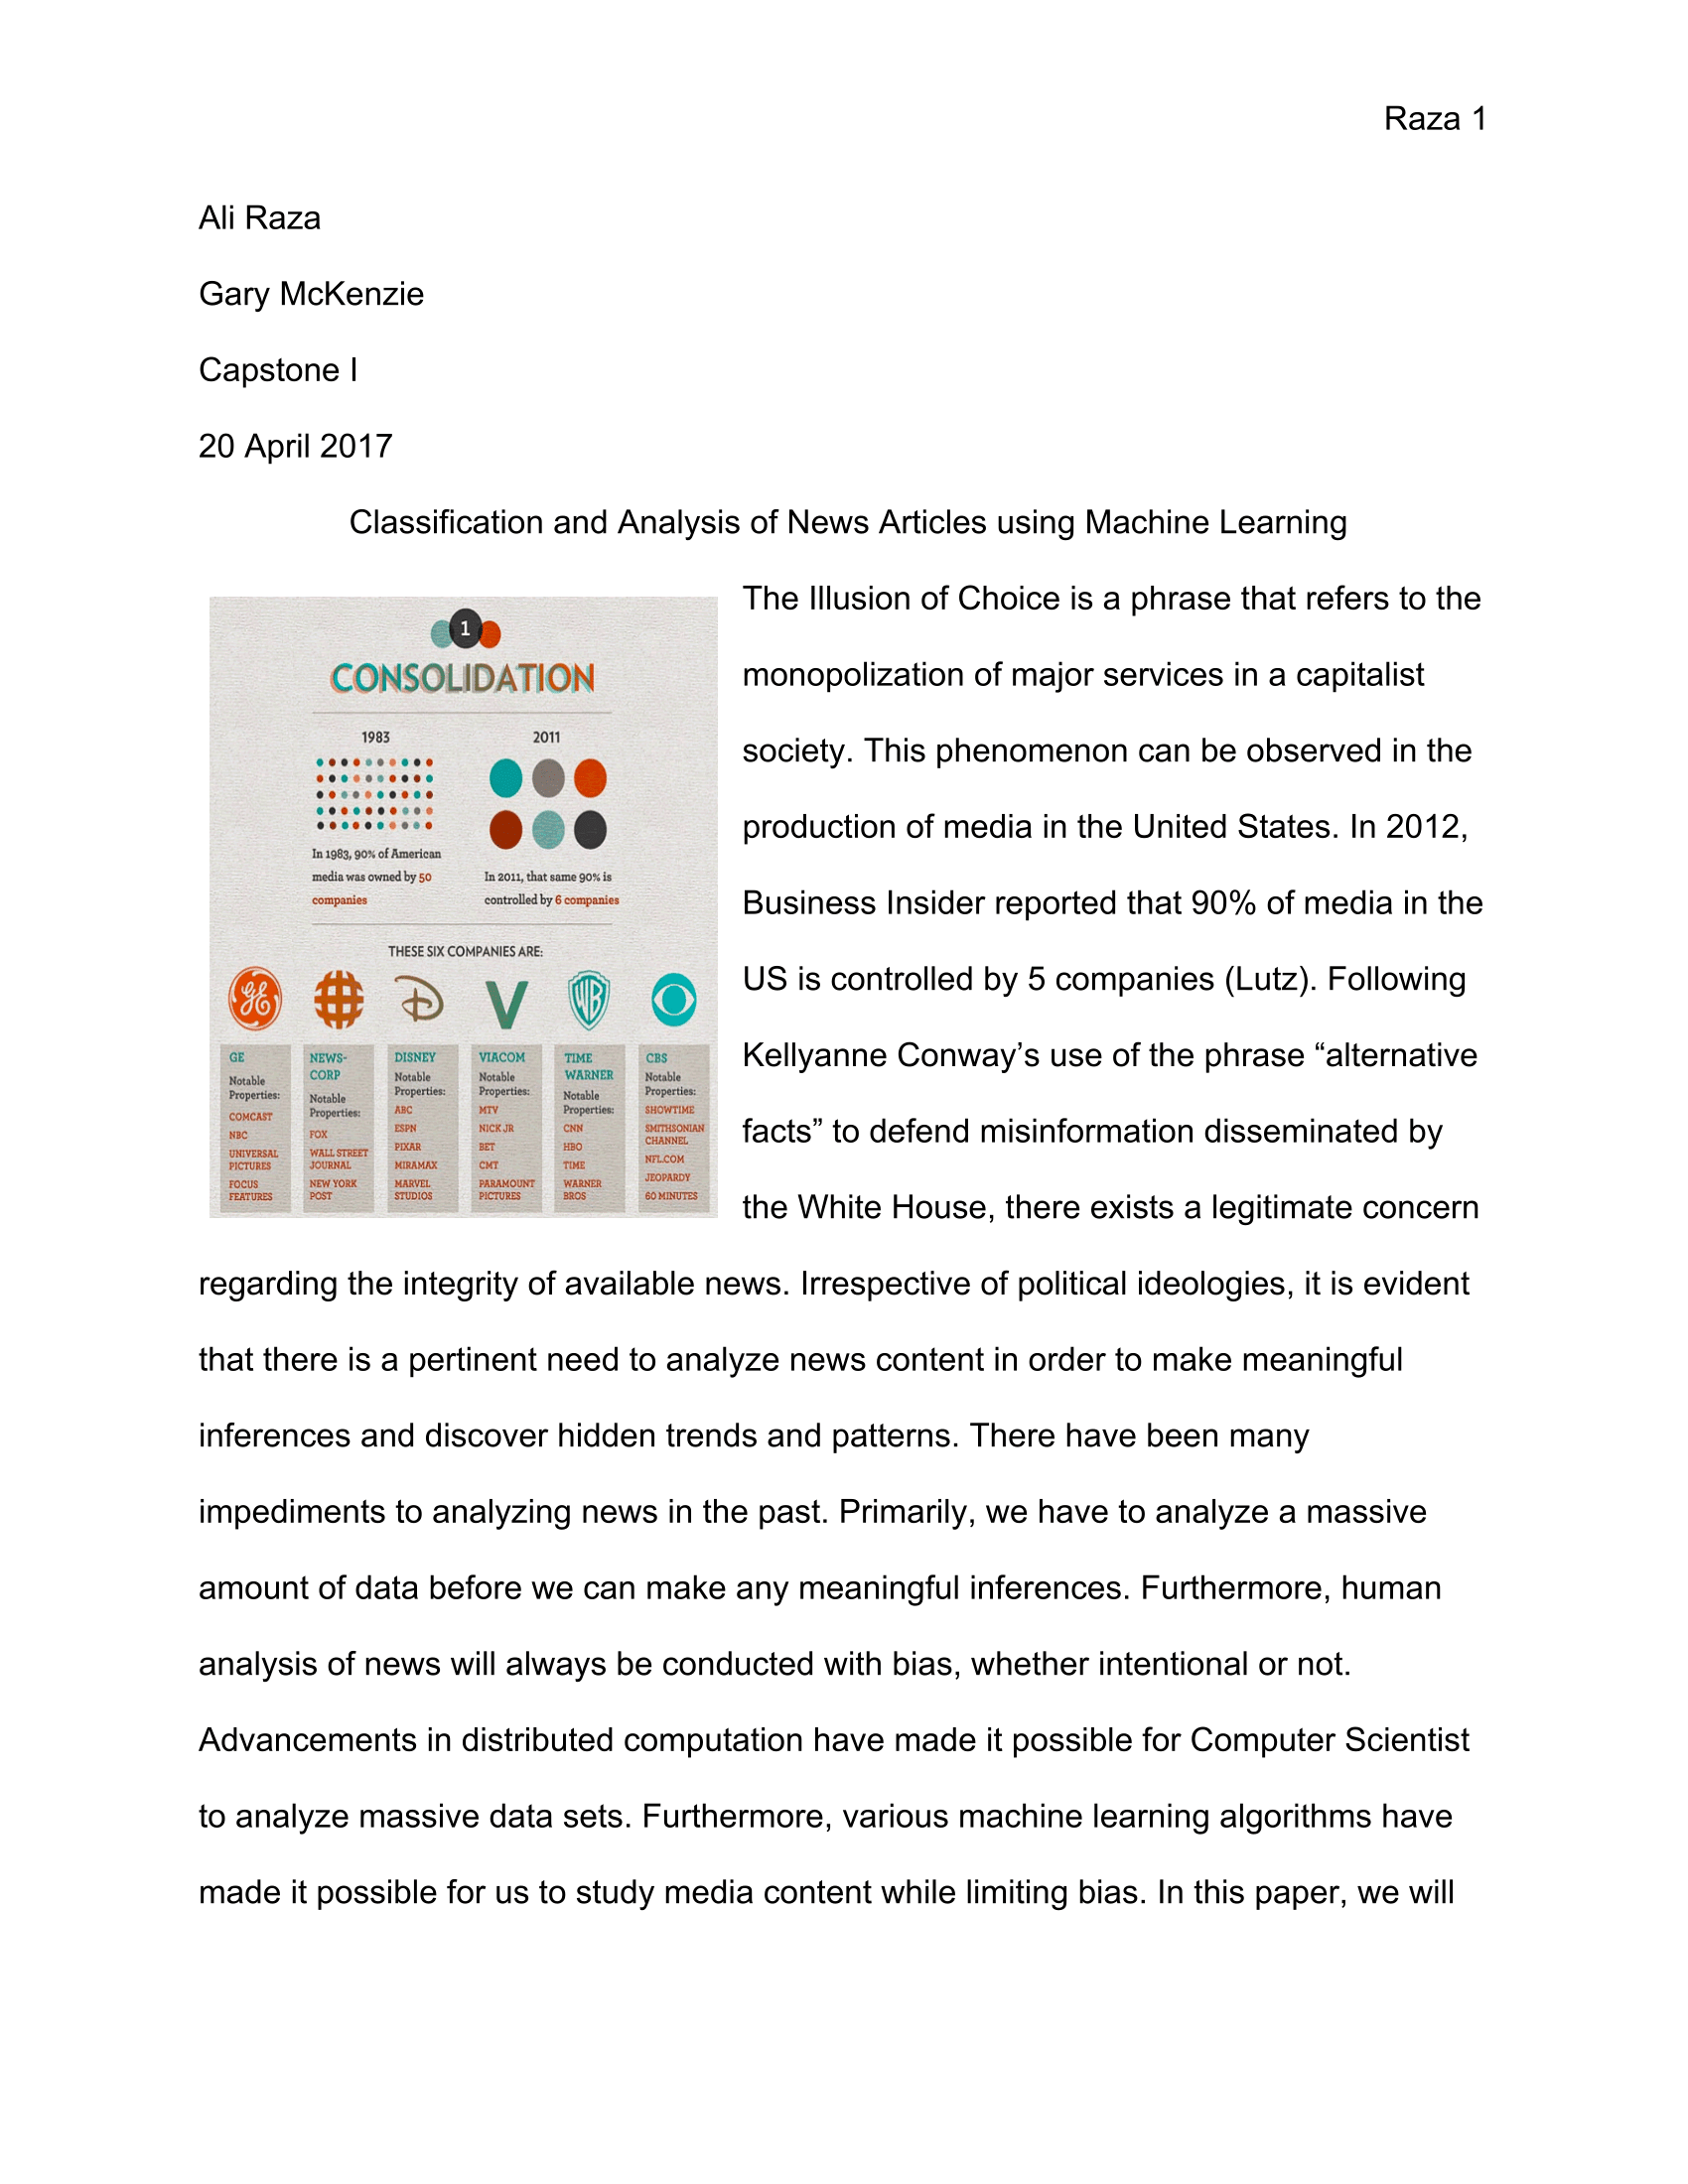 Raza 1
Ali Raza
Gary McKenzie
Capstone I
20 April 2017
Classification and Analysis of News Articles using Machine Learning
1
CONSOLIDATION
1983
In 1983, 90% of American
media was owned by 50
companies
2011
In 2011, that same 90% is
controlled by 6 companies
THESE SIX COMPANIES ARE:
GE
V
WB
GE
Notable
Properties:
COMCAST
NBC
UNIVERSAL
PICTURES
FOCUS
FEATURES
NEWS-
CORP
Notable
Properties:
FOX
WALL STREET
JOURNAL
NEW YORK
POST
DISNEY
Notable
Properties:
ABC
ESPN
PIXAR
MIRAMAX
MARVEL
STUDIOS
VIACOM
Notable
Properties:
MTV
NICK JR
BET
CMT
PARAMOUNT
PICTURES
TIME
WARNER
Notable
Properties:
CNN
HBO
TIME
WARNER
BROS
CBS
Notable
Properties:
SHOWTIME
SMITHSONIAN
CHANNEL
NFL.COM
JEOPARDY
60 MINUTES
The Illusion of Choice is a phrase that refers to the
monopolization of major services in a capitalist
society. This phenomenon can be observed in the
production of media in the United States. In 2012,
Business Insider reported that 90% of media in the
US is controlled by 5 companies (Lutz). Following
Kellyanne Conway’s use of the phrase “alternative
facts” to defend misinformation disseminated by
the White House, there exists a legitimate concern
regarding the integrity of available news. Irrespective of political ideologies, it is evident
that there is a pertinent need to analyze news content in order to make meaningful
inferences and discover hidden trends and patterns. There have been many
impediments to analyzing news in the past. Primarily, we have to analyze a massive
amount of data before we can make any meaningful inferences. Furthermore, human
analysis of news will always be conducted with bias, whether intentional or not.
Advancements in distributed computation have made it possible for Computer Scientist
to analyze massive data sets. Furthermore, various machine learning algorithms have
made it possible for us to study media content while limiting bias. In this paper, we will